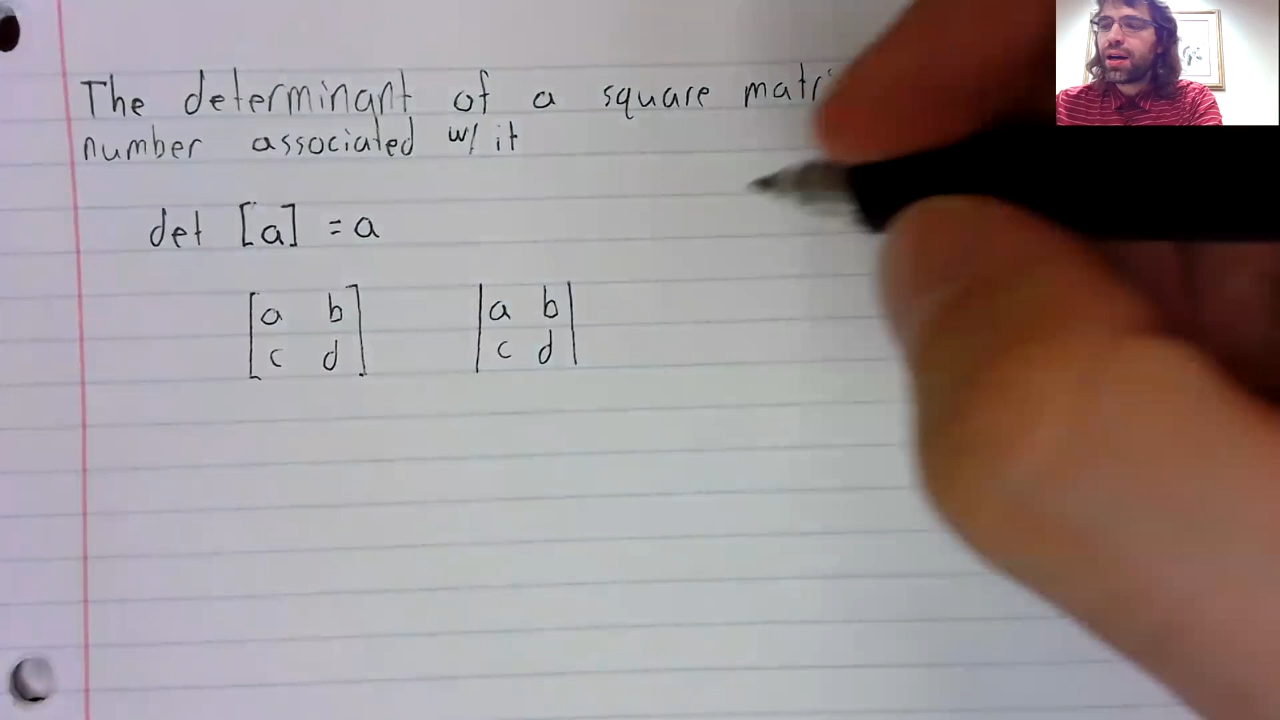 The determinant of a square
number associated w/ it
det [a] = a
[a b] |a b|
[c d] |c d|